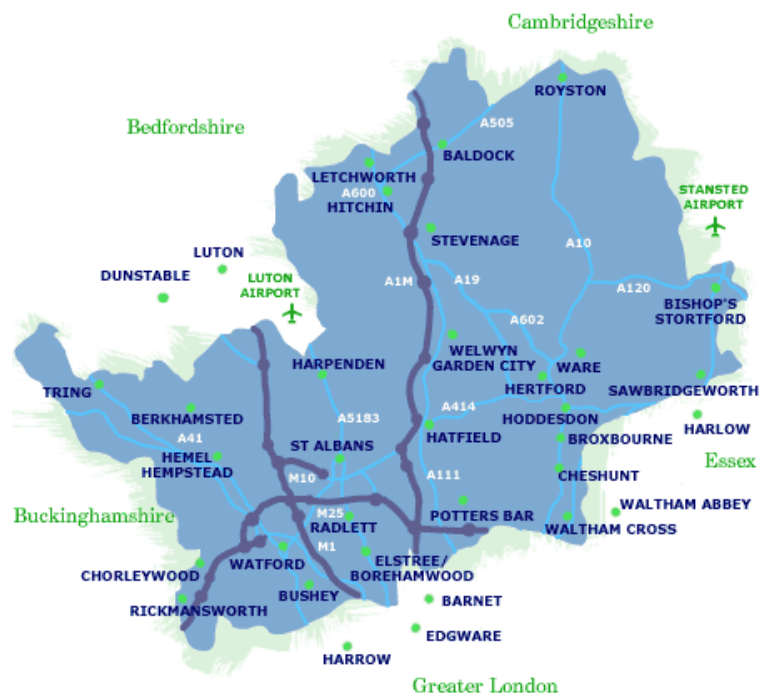 Cambridgeshire
ROYSTON
Bedfordshire
A505
BALDOCK
LETCHWORTH
A600
HITCHIN
STANSTED
AIRPORT
STEVENAGE
A10
LUTON
DUNSTABLE
LUTON
AIRPORT
A1M
A19
A120
BISHOP'S
STORTFORD
A602
WELWYN
GARDEN CITY
WARE
HARPENDEN
HERTFORD
SAWBRIDGEWORTH
TRING
BERKHAMSTED
A5183
A414
HODDESDON
HARLOW
A41
ST ALBANS
HATFIELD
BROXBOURNE
HEMEL
HEMPSTEAD
Essex
M10
A111
CHESHUNT
Buckinghamshire
M25
RADLETT
POTTERS BAR
WALTHAM ABBEY
WALTHAM CROSS
M1
WATFORD
ELSTREE/
BOREHAMWOOD
CHORLEYWOOD
BUSHEY
RICKMANSWORTH
BARNET
EDGWARE
HARROW
Greater London